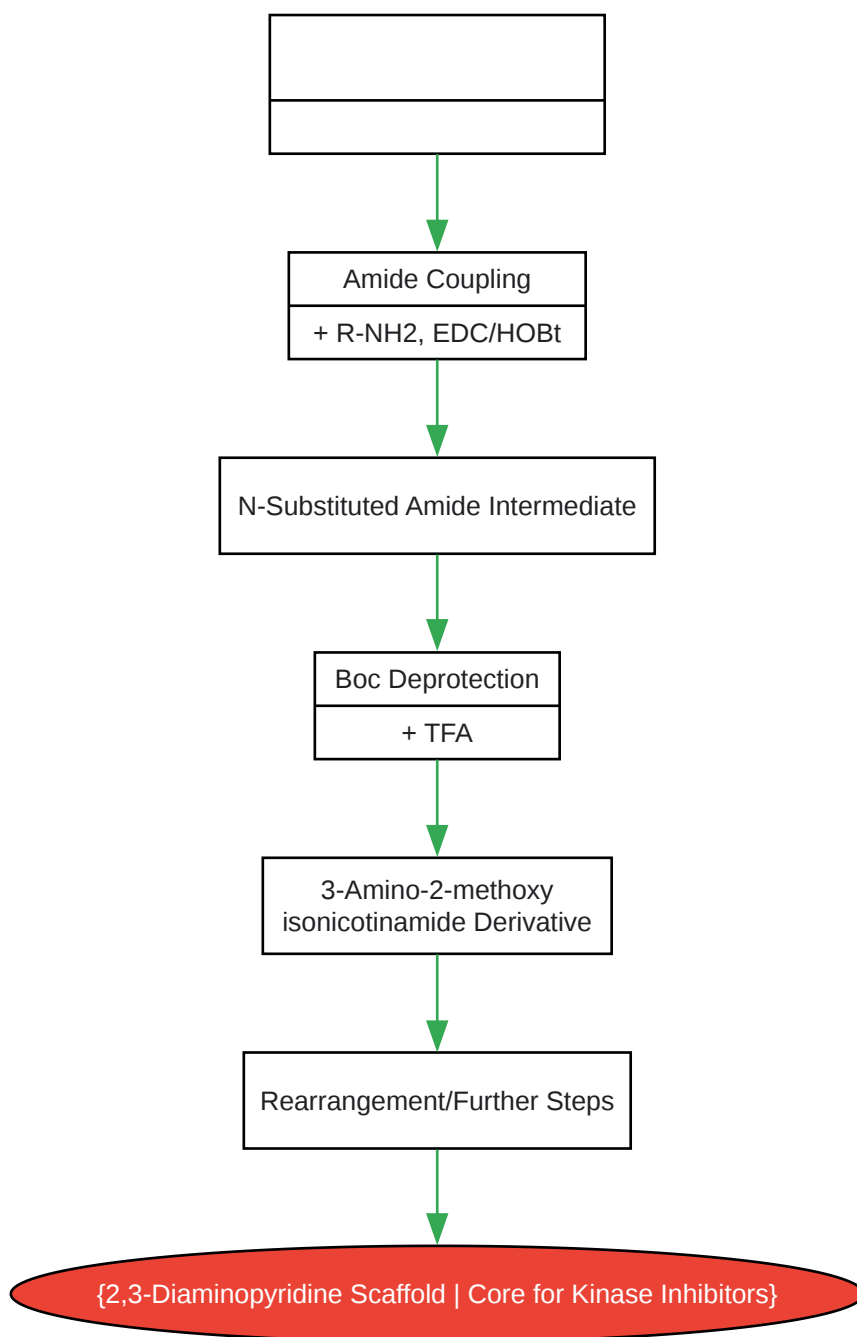 Amide Coupling
+ R-NH2, EDC/HOBt
N-Substituted Amide Intermediate
Boc Deprotection
+ TFA
3-Amino-2-methoxy
isonicotinamide Derivative
Rearrangement/Further Steps
{2,3-Diaminopyridine Scaffold | Core for Kinase Inhibitors}